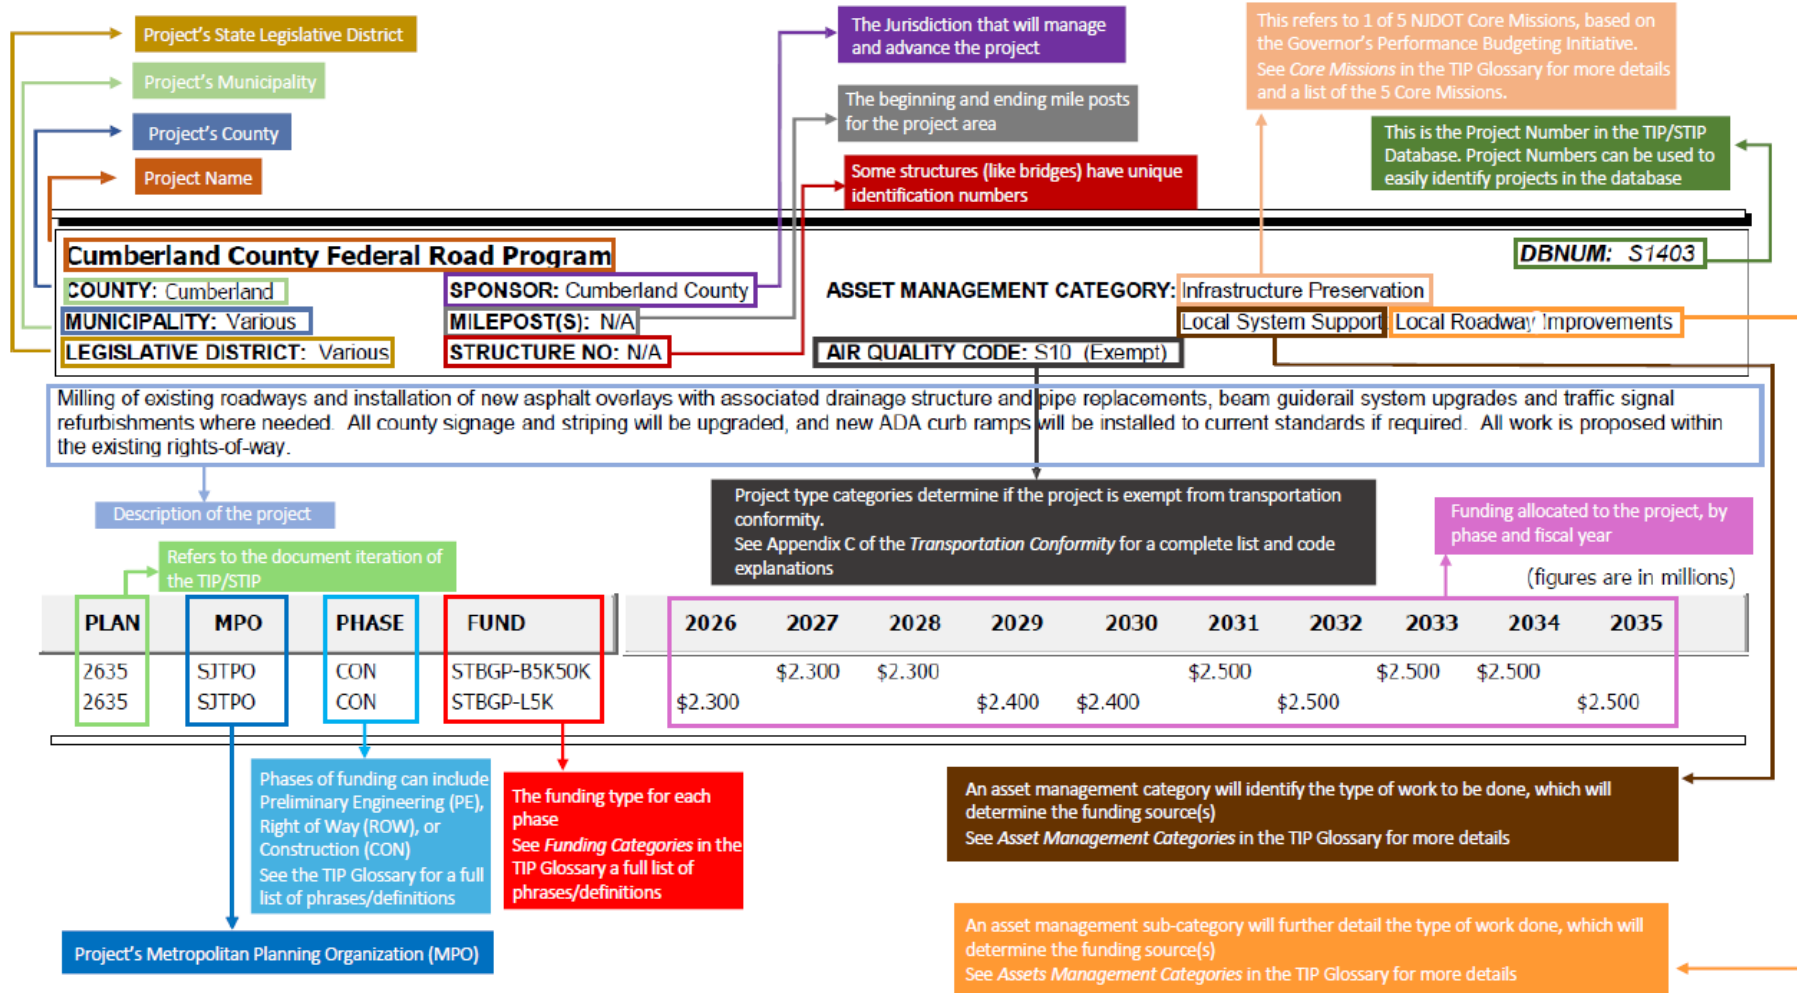 Project's State Legislative District
Project's Municipality
Project's County
Project Name
The Jurisdiction that will manage
and advance the project
The beginning and ending mile posts
for the project area
Some structures (like bridges) have unique
identification numbers
This refers to 1 of 5 NJDOT Core Missions, based on
the Governor's Performance Budgeting Initiative.
See Core Missions in the TIP Glossary for more details
and a list of the 5 Core Missions.
This is the Project Number in the TIP/STIP
Database. Project Numbers can be used to
easily identify projects in the database
Cumberland County Federal Road Program
DBNUM: S1403
COUNTY: Cumberland
SPONSOR: Cumberland County
ASSET MANAGEMENT CATEGORY: Infrastructure Preservation
MUNICIPALITY: Various
MILEPOST(S): N/A
Local System Support Local Roadway Improvements
LEGISLATIVE DISTRICT: Various
STRUCTURE NO: N/A
AIR QUALITY CODE: S10 (Exempt)
Milling of existing roadways and installation of new asphalt overlays with associated drainage structure and pipe replacements, beam guiderail system upgrades and traffic signal
refurbishments where needed. All county signage and striping will be upgraded, and new ADA curb ramps will be installed to current standards if required. All work is proposed within
the existing rights-of-way.
Description of the project
Project type categories determine if the project is exempt from transportation
conformity.
See Appendix C of the Transportation Conformity for a complete list and code
explanations
Funding allocated to the project, by
phase and fiscal year
Refers to the document iteration of
the TIP/STIP
(figures are in millions)
PLAN MPO PHASE FUND 2026 2027 2028 2029 2030 2031 2032 2033 2034 2035
2635 SJTPO CON STBGP-B5K50K $2.300 $2.300 $2.500 $2.500 $2.500
2635 SJTPO CON STBGP-L5K $2.300 $2.400 $2.400 $2.500 $2.500
Phases of funding can include
Preliminary Engineering (PE),
Right of Way (ROW), or
Construction (CON)
See the TIP Glossary for a full
list of phrases/definitions
The funding type for each
phase
See Funding Categories in the
TIP Glossary a full list of
phrases/definitions
An asset management category will identify the type of work to be done, which will
determine the funding source(s)
See Asset Management Categories in the TIP Glossary for more details
Project's Metropolitan Planning Organization (MPO)
An asset management sub-category will further detail the type of work done, which will
determine the funding source(s)
See Assets Management Categories in the TIP Glossary for more details